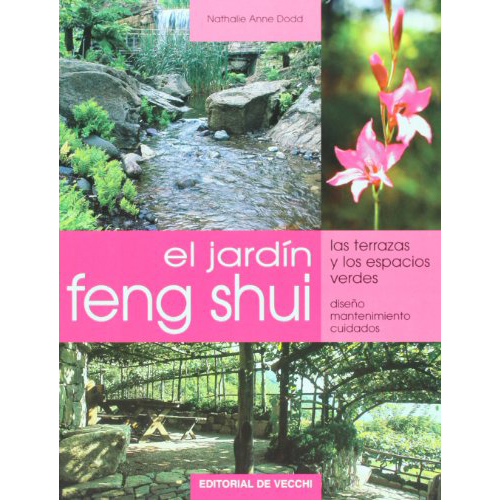 Nathalie Anne Dodd
el jardín
feng shui
las terrazas
y los espacios
verdes
diseño
mantenimiento
cuidados
EDITORIAL DE VECCHI